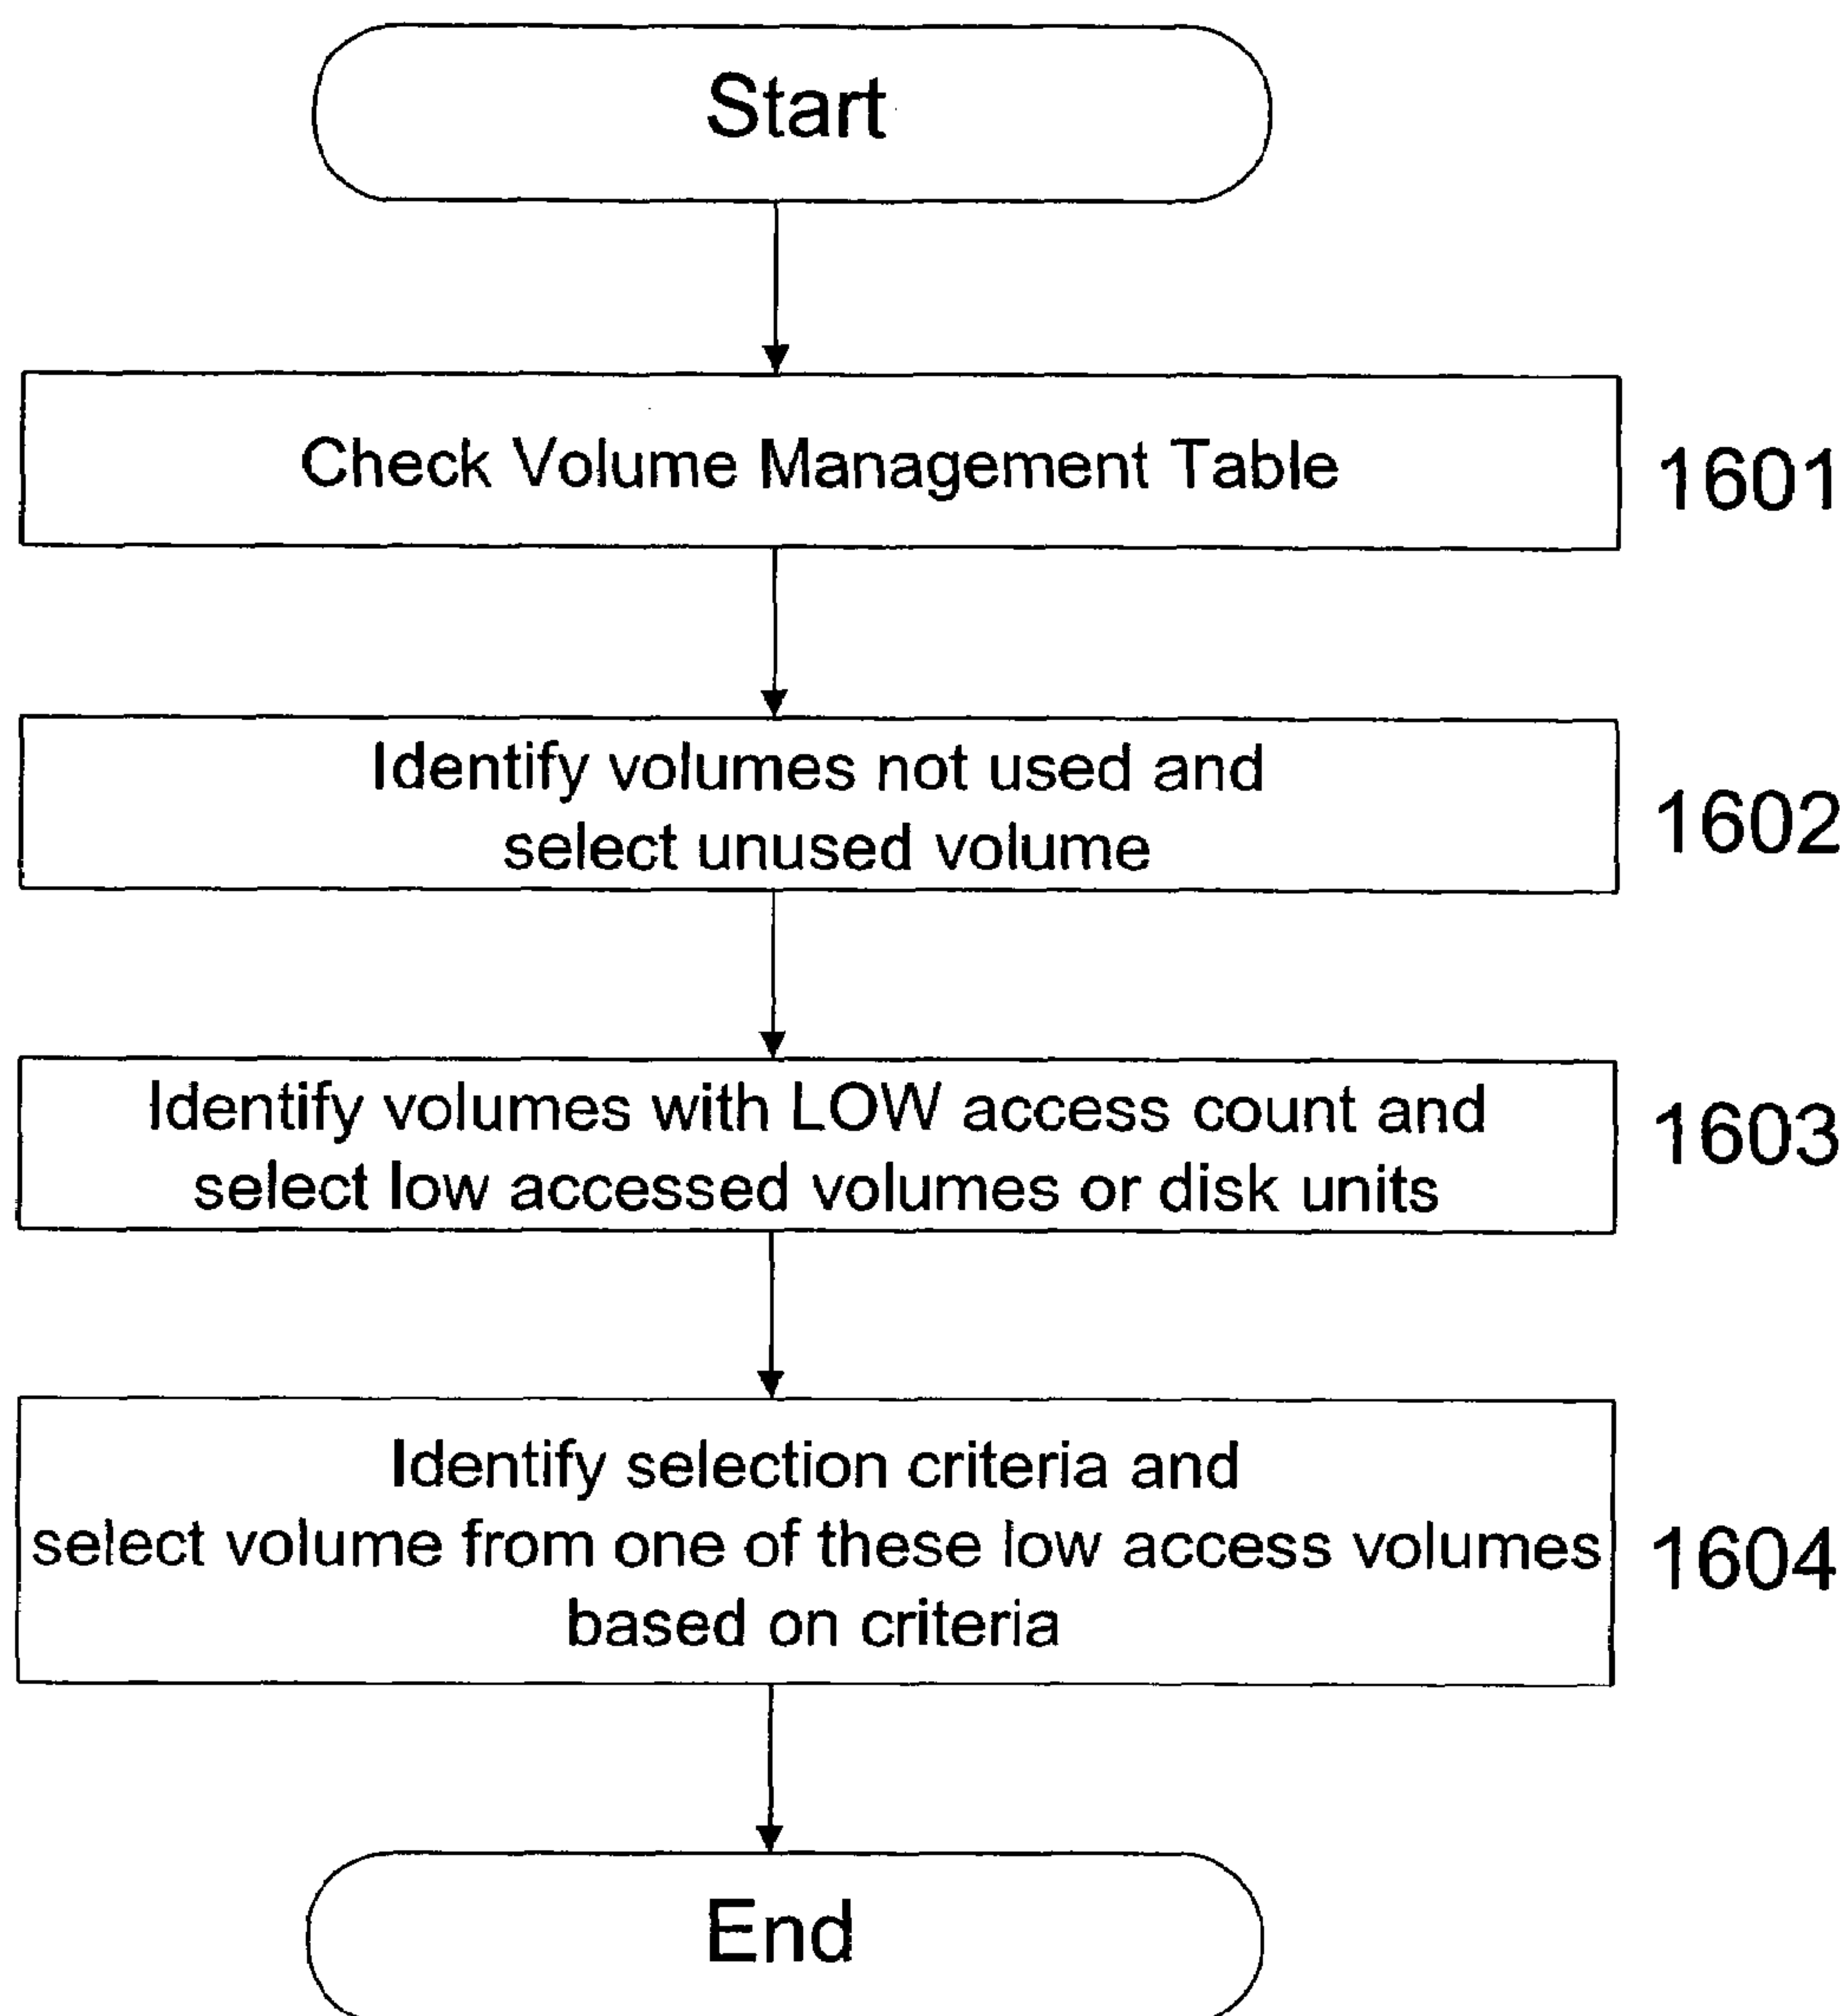 Start
Check Volume Management Table
1601
Identify volumes not used and
select unused volume
1602
Identify volumes with LOW access count and
select low accessed volumes or disk units
1603
Identify selection criteria and
select volume from one of these low access volumes
based on criteria
1604
End